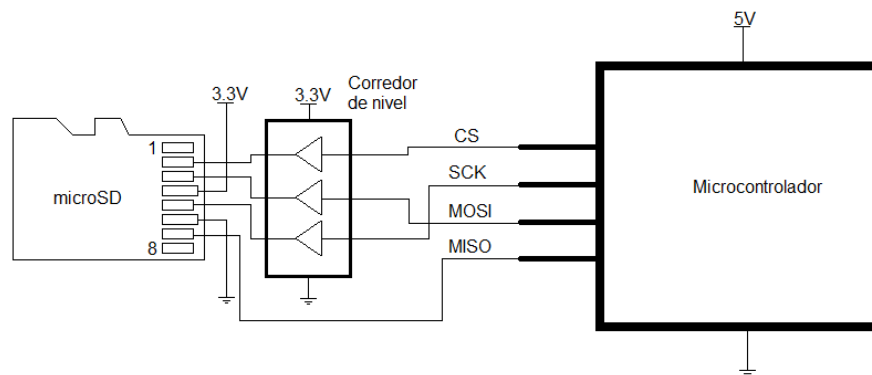 5V
3.3V
3.3V
Corredor
de nivel
1
microSD
8
CS
SCK
MOSI
MISO
Microcontrolador